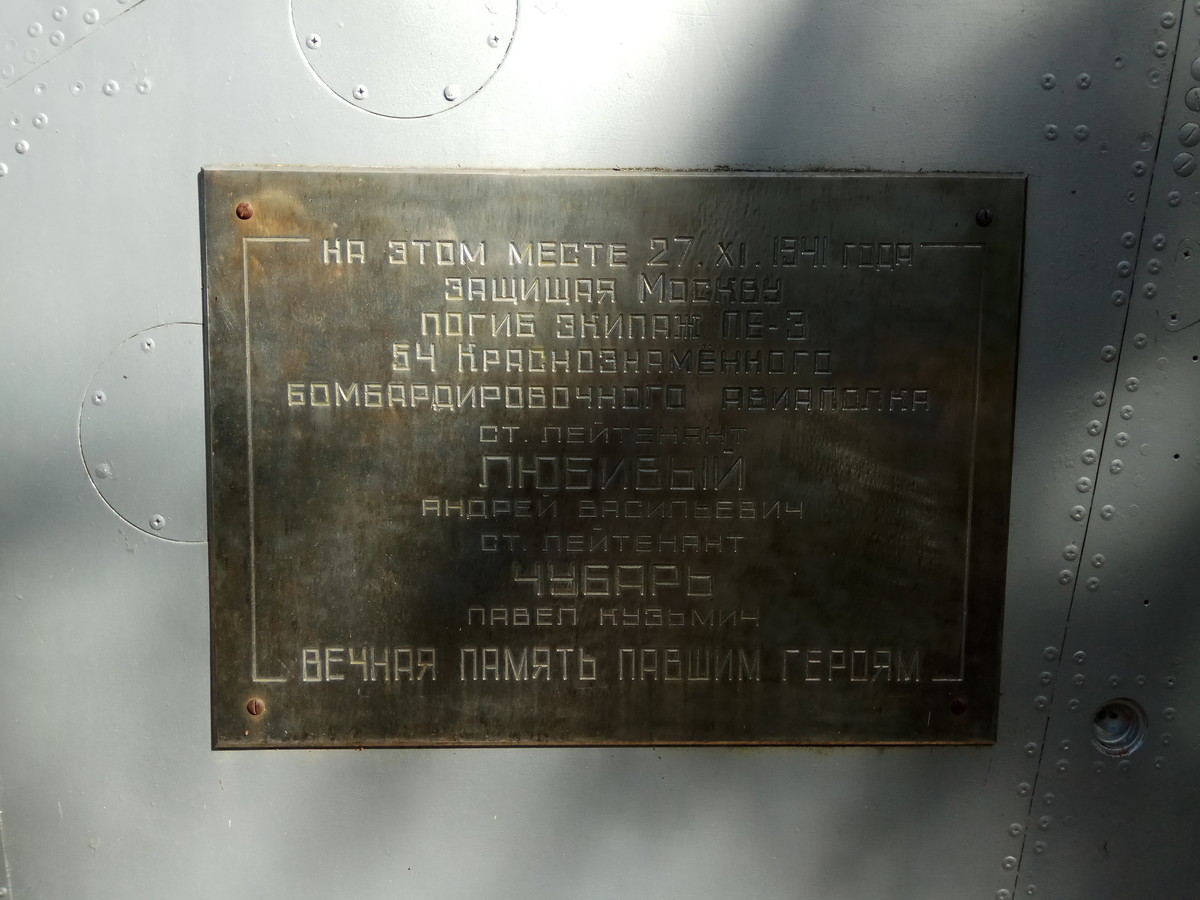 НА ЭТОМ МЕСТЕ 27. XI. 1941 ГОДА
ЗАЩИЩАЯ МОСКВУ
ПОГИБ ЭКИПАЖ ПЕ-3
54 КРАСНОЗНАМЁННОГО
БОМБАРДИРОВОЧНОГО АВИАПОЛКА
СТ. ЛЕЙТЕНАНТ
ЛЮБИВЫЙ
АНДРЕЙ ВАСИЛЬЕВИЧ
СТ. ЛЕЙТЕНАНТ
ЧУБАРЬ
ПАВЕЛ КУЗЬМИЧ
ВЕЧНАЯ ПАМЯТЬ ПАВШИМ ГЕРОЯМ